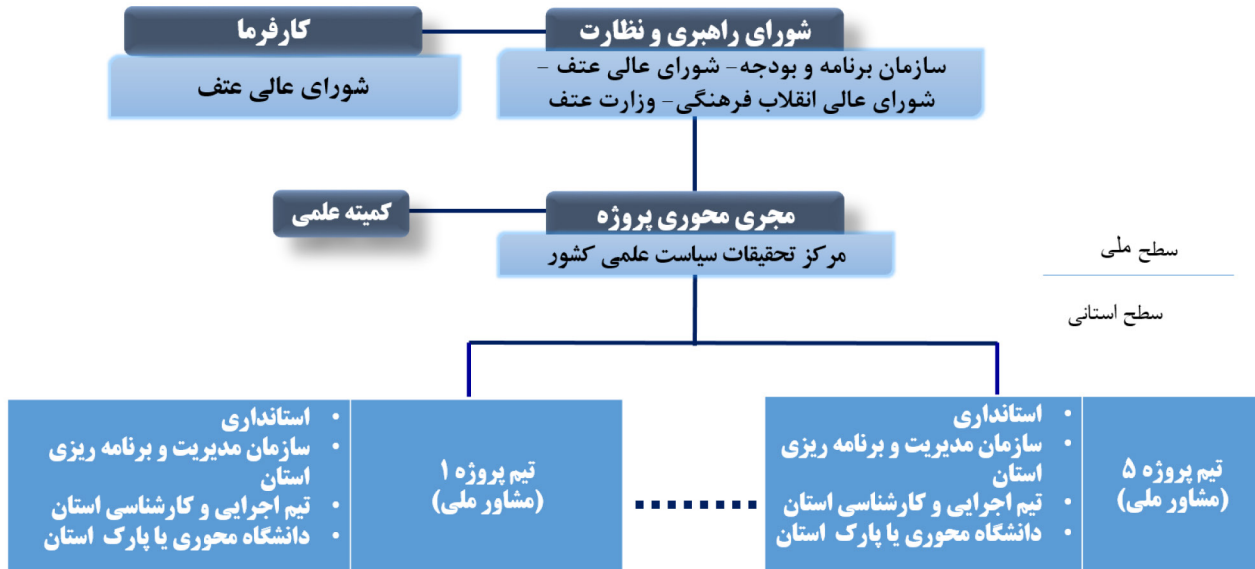 شورای راهبری و نظارت
سازمان برنامه و بودجه– شورای عالی عتف –
شورای عالی انقلاب فرهنگی– وزارت عتف
کارفرما
شورای عالی عتف
مجری محوری پروژه
مرکز تحقیقات سیاست علمی کشور
کمیته علمی
سطح ملی
سطح استانی
تیم پروژه ۵
(مشاور ملی)
• استانداری
• سازمان مدیریت و برنامه ریزی
استان
• تیم اجرایی و کارشناسی استان
• دانشگاه محوری یا پارک استان
تیم پروژه ۱
(مشاور ملی)
• استانداری
• سازمان مدیریت و برنامه ریزی
استان
• تیم اجرایی و کارشناسی استان
• دانشگاه محوری یا پارک استان